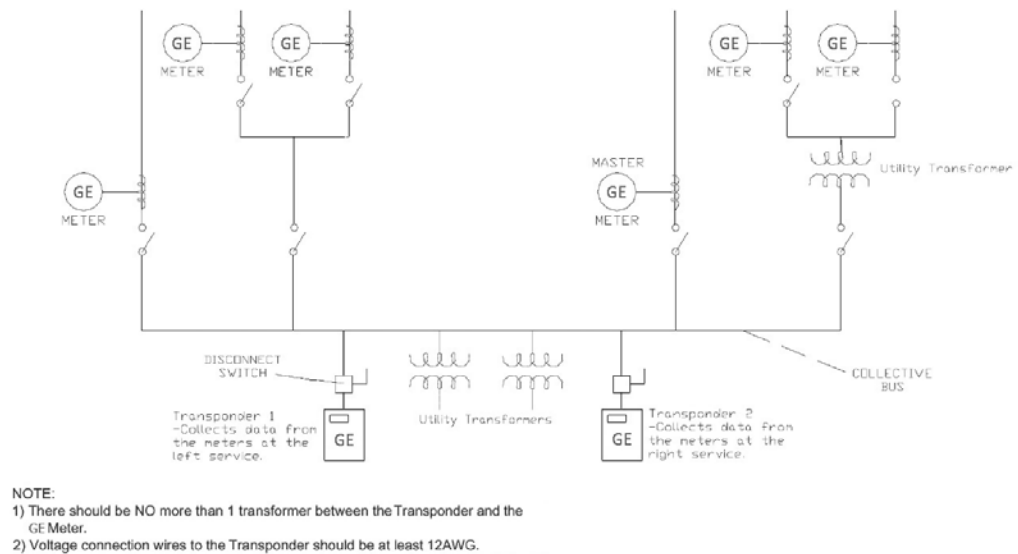 GE
METER
GE
METER
GE
METER
GE
METER
GE
METER
MASTER
GE
METER
Utility Transformer
DISCONNECT
SWITCH
Transponder 1
-Collects data from
the meters at the
left service.
GE
Utility Transformers
GE
Transponder 2
-Collects data from
the meters at the
right service.
COLLECTIVE
BUS
NOTE:
1) There should be NO more than 1 transformer between the Transponder and the
GE Meter.
2) Voltage connection wires to the Transponder should be at least 12AWG.